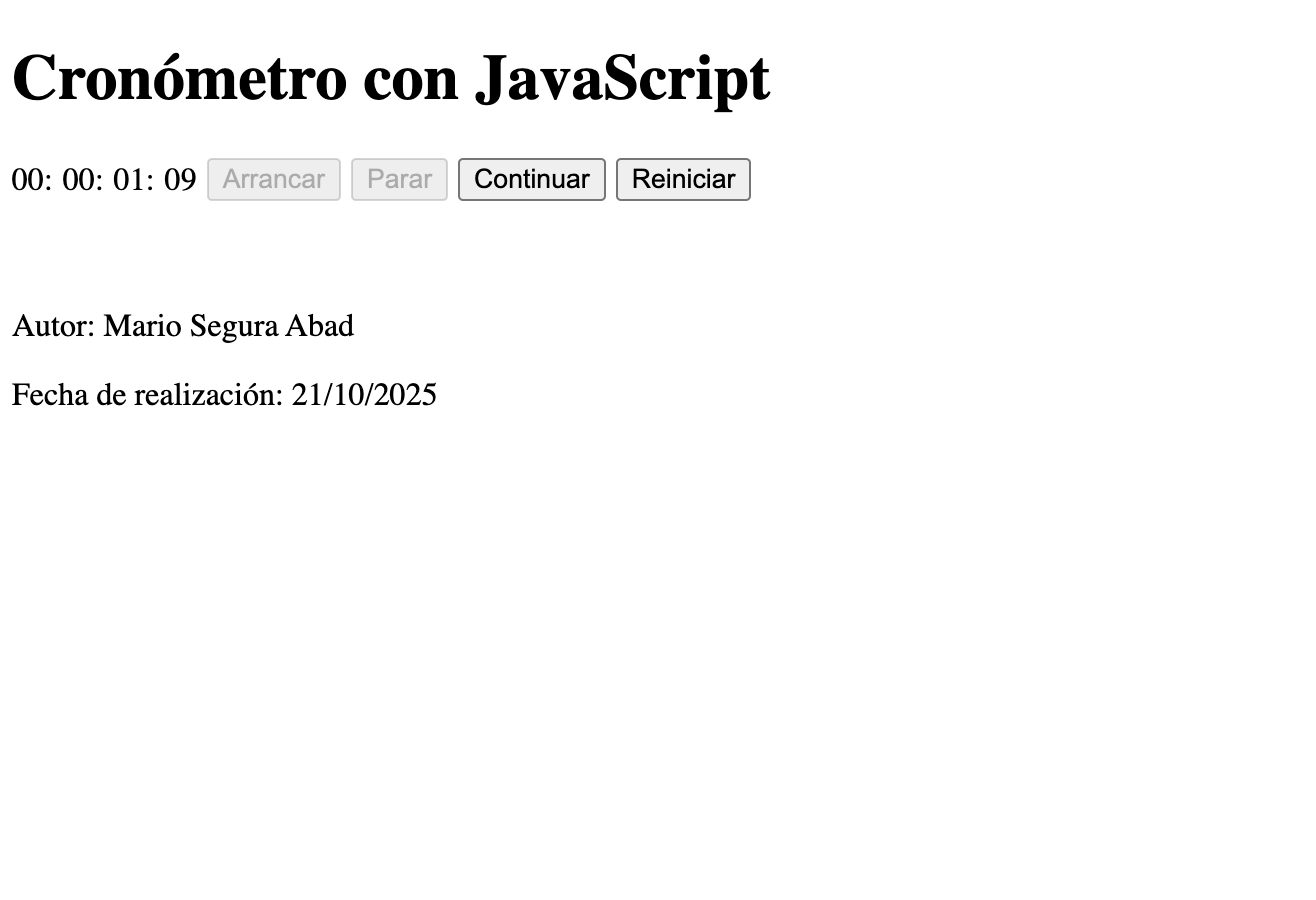 Cronómetro con JavaScript
00: 00: 01: 09 Arrancar Parar Continuar Reiniciar
Autor: Mario Segura Abad
Fecha de realización: 21/10/2025